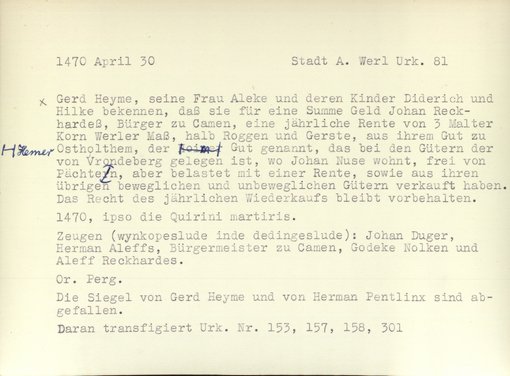 1470 April 30 Stadt A. Werl Urk. 81
x Gerd Heyme, seine Frau Aleke und deren Kinder Diderich und
Hilke bekennen, daß sie für eine Summe Geld Johan Reck-
hardeß, Bürger zu Camen, eine jährliche Rente von 3 Malter
Korn Werler Maß, halb Roggen und Gerste, aus ihrem Gut zu
H Hemer Ostholthem, der Gut genannt, das bei den Gütern der
von Vrondeberg gelegen ist, wo Johan Nuse wohnt, frei von
Pächten, aber belastet mit einer Rente, sowie aus ihren
übrigen beweglichen und unbeweglichen Gütern verkauft haben.
Das Recht des jährlichen Wiederkaufs bleibt vorbehalten.
1470, ipso die Quirini martiris.
Zeugen (wynkopeslude inde dedingeslude): Johan Duger,
Herman Aleffs, Bürgermeister zu Camen, Godeke Nolken und
Aleff Reckhardes.
Or. Perg.
Die Siegel von Gerd Heyme und von Herman Pentlinx sind ab-
gefallen.
Daran transfigiert Urk. Nr. 153, 157, 158, 301